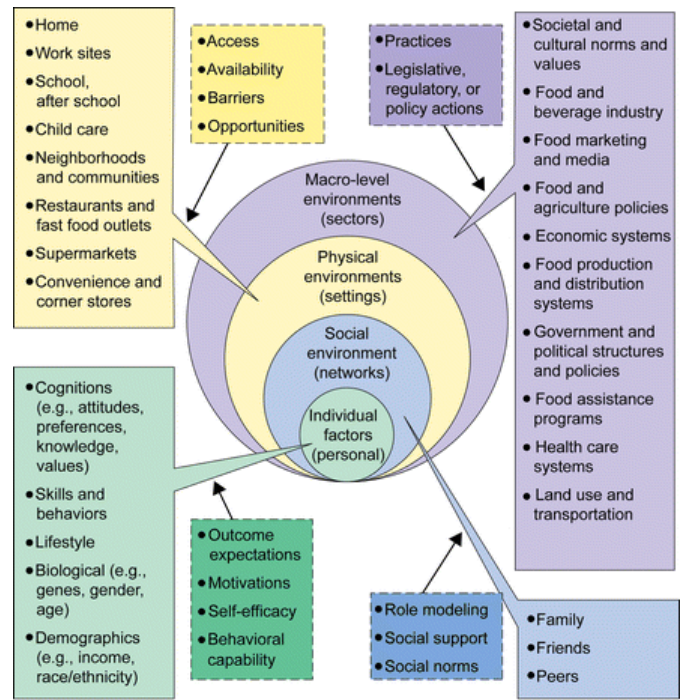 • Home
• Work sites
• School,
after school
• Child care
• Neighborhoods
and communities
• Restaurants and
fast food outlets
• Supermarkets
• Convenience and
corner stores
• Access
• Availability
• Barriers
• Opportunities
• Practices
• Legislative,
regulatory, or
policy actions
• Societal and
cultural norms and
values
• Food and
beverage industry
• Food marketing
and media
• Food and
agriculture policies
• Economic systems
• Food production
and distribution
systems
• Government and
political structures
and policies
• Food assistance
programs
• Health care
systems
• Land use and
transportation
Macro-level
environments
(sectors)
Physical
environments
(settings)
Social
environment
(networks)
Individual
factors
(personal)
• Cognitions
(e.g., attitudes,
preferences,
knowledge,
values)
• Skills and
behaviors
• Lifestyle
• Biological (e.g.,
genes, gender,
age)
• Demographics
(e.g., income,
race/ethnicity)
• Outcome
expectations
• Motivations
• Self-efficacy
• Behavioral
capability
• Role modeling
• Social support
• Social norms
• Family
• Friends
• Peers